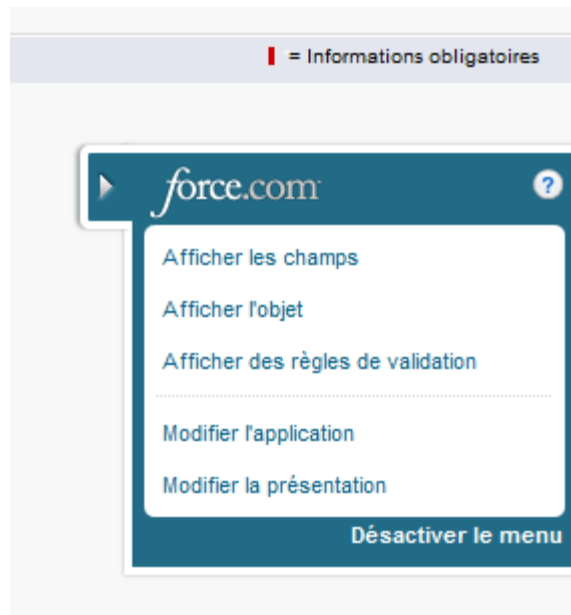 = Informations obligatoires
force.com
?
Afficher les champs
Afficher l'objet
Afficher des règles de validation
Modifier l'application
Modifier la présentation
Désactiver le menu